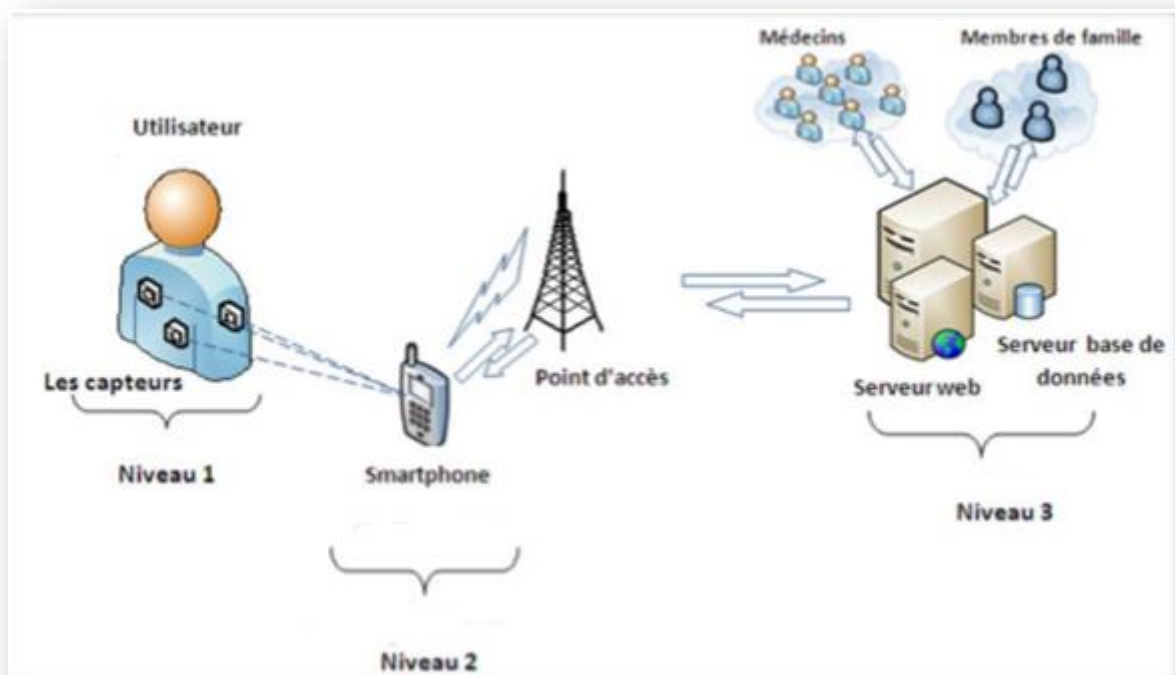 Médecins
Membres de famille
Utilisateur
Les capteurs
Niveau 1
Smartphone
Niveau 2
Point d'accès
Serveur web
Serveur base de
données
Niveau 3